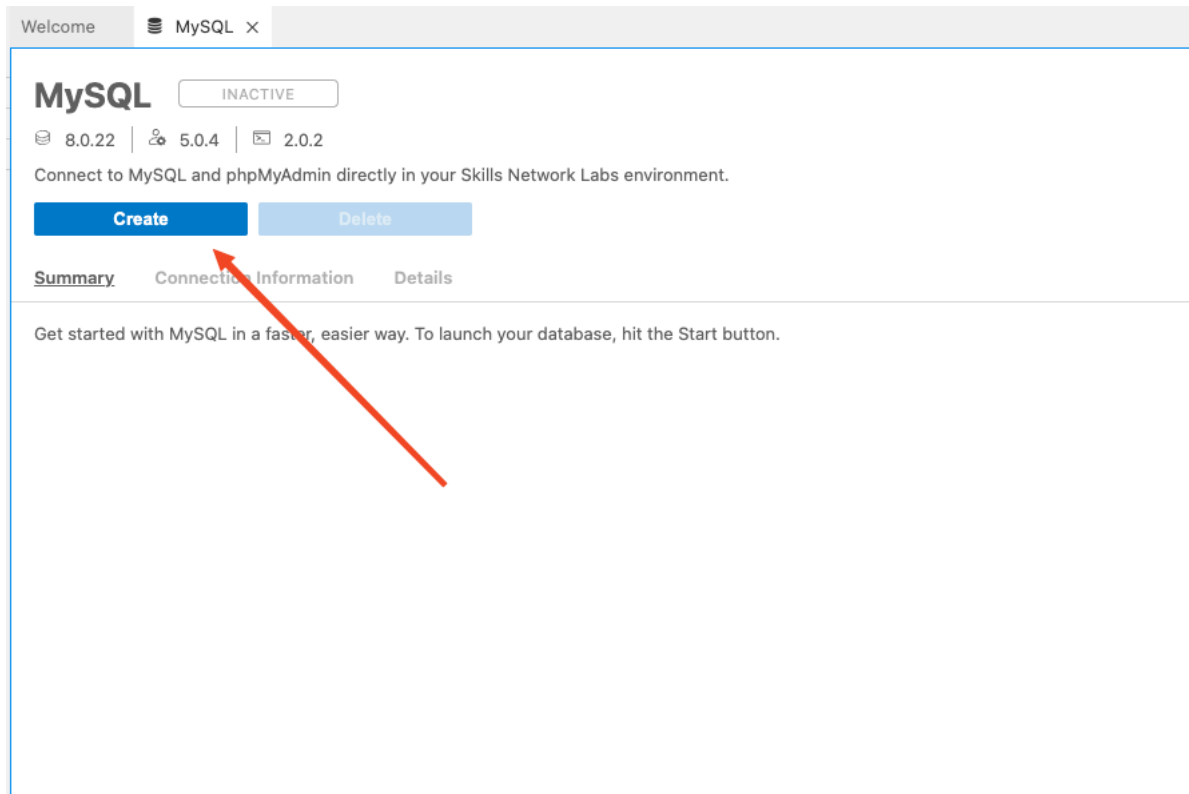 Welcome MySQL
MySQL INACTIVE
8.0.22 5.0.4 2.0.2
Connect to MySQL and phpMyAdmin directly in your Skills Network Labs environment.
Create Delete
Summary Connection Information Details
Get started with MySQL in a faster, easier way. To launch your database, hit the Start button.